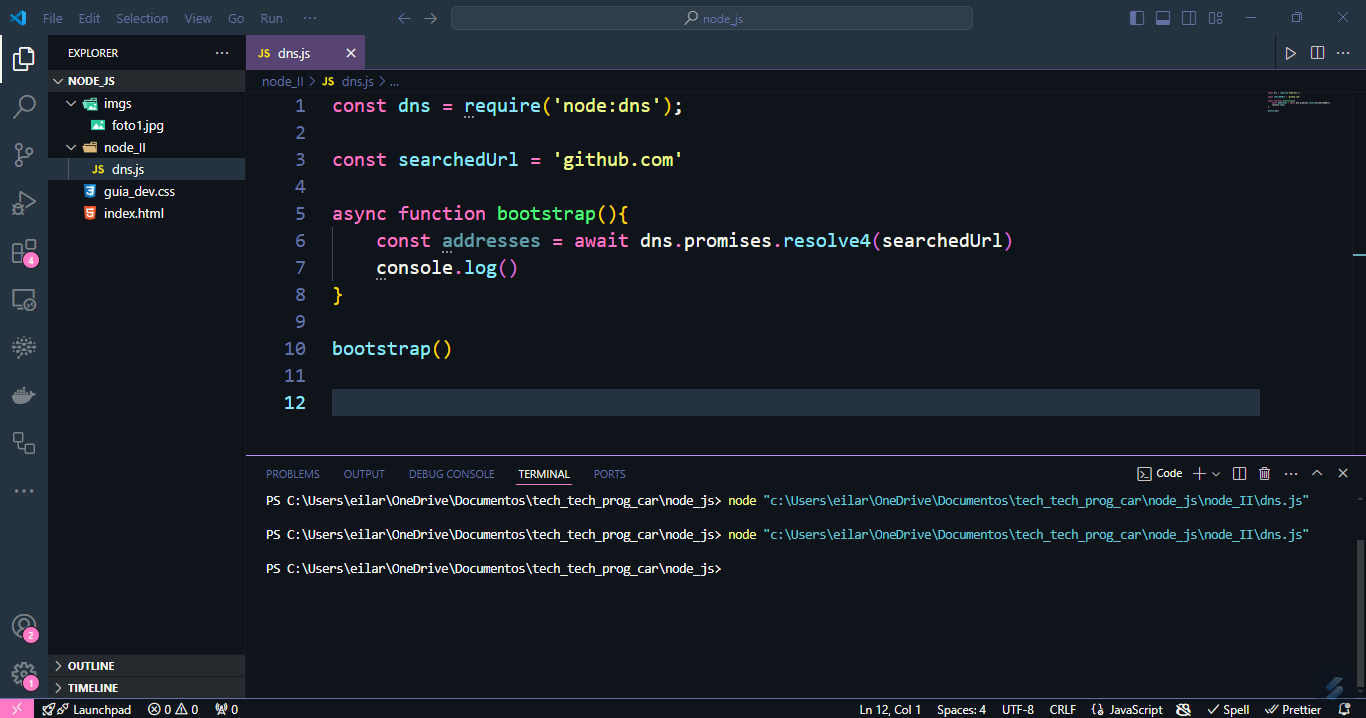 File Edit Selection View Go Run ··· node_js
EXPLORER ···
NODE_JS
imgs
foto1.jpg
node_II
JS dns.js
guia_dev.css
index.html
OUTLINE
TIMELINE
JS dns.js
node_II > JS dns.js > ...
1 const dns = require('node:dns');
2
3 const searchedUrl = 'github.com'
4
5 async function bootstrap(){
6 const addresses = await dns.promises.resolve4(searchedUrl)
7 console.log()
8 }
9
10 bootstrap()
11
12
PROBLEMS OUTPUT DEBUG CONSOLE TERMINAL PORTS Code
PS C:\Users\eilar\OneDrive\Documentos\tech_tech_prog_car\node_js> node "c:\Users\eilar\OneDrive\Documentos\tech_tech_prog_car\node_js\node_II\dns.js"
PS C:\Users\eilar\OneDrive\Documentos\tech_tech_prog_car\node_js> node "c:\Users\eilar\OneDrive\Documentos\tech_tech_prog_car\node_js\node_II\dns.js"
PS C:\Users\eilar\OneDrive\Documentos\tech_tech_prog_car\node_js>
4
2
1
Launchpad 0 0 0 Ln 12, Col 1 Spaces: 4 UTF-8 CRLF {} JavaScript Spell Prettier